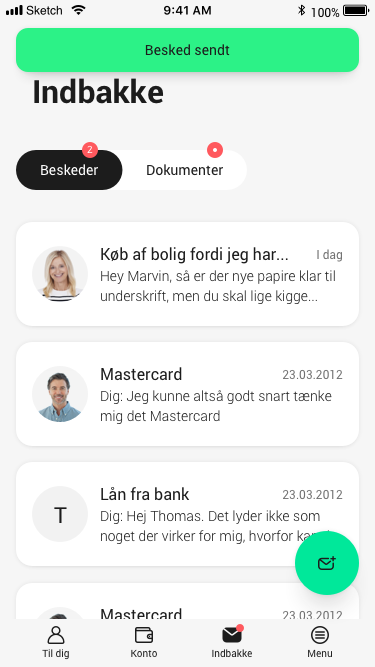 Sketch 9:41 AM 100%
Besked sendt
Indbakke
2
Beskeder Dokumenter
Køb af bolig fordi jeg har... I dag
Hey Marvin, så er der nye papire klar til
underskrift, men du skal lige kigge...
Mastercard 23.03.2012
Dig: Jeg kunne altså godt snart tænke
mig det Mastercard
T
Lån fra bank 23.03.2012
Dig: Hej Thomas. Det lyder ikke som
noget der virker for mig, hvorfor
Mastercard 23.03.2012
Til dig Konto Indbakke Menu